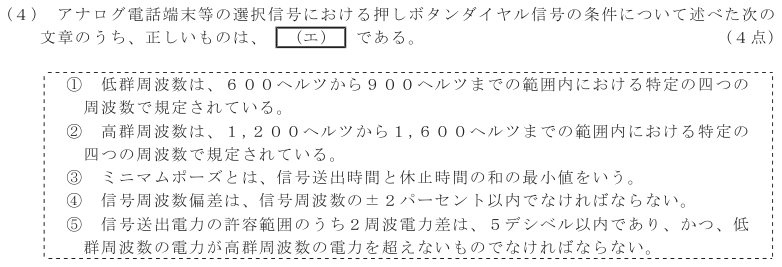 (４)　アナログ電話端末等の選択信号における押しボタンダイヤル信号の条件について述べた次の
文章のうち、正しいものは、 (エ) である。 (４点)
①　低群周波数は、６００ヘルツから９００ヘルツまでの範囲内における特定の四つの
周波数で規定されている。
②　高群周波数は、１,２００ヘルツから１,６００ヘルツまでの範囲内における特定の
四つの周波数で規定されている。
③　ミニマムポーズとは、信号送出時間と休止時間の和の最小値をいう。
④　信号周波数偏差は、信号周波数の±２パーセント以内でなければならない。
⑤　信号送出電力の許容範囲のうち２周波電力差は、５デシベル以内であり、かつ、低
群周波数の電力が高群周波数の電力を超えないものでなければならない。